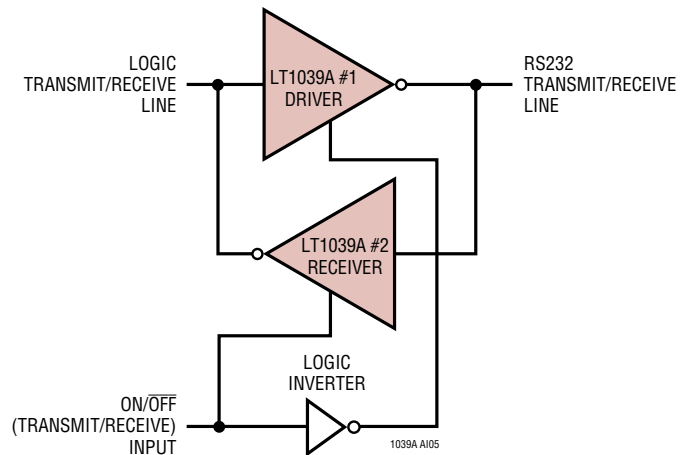 LOGIC
TRANSMIT/RECEIVE
LINE
LT1039A #1
DRIVER
RS232
TRANSMIT/RECEIVE
LINE
LT1039A #2
RECEIVER
LOGIC
INVERTER
ON/OFF
(TRANSMIT/RECEIVE)
INPUT
1039A AI05